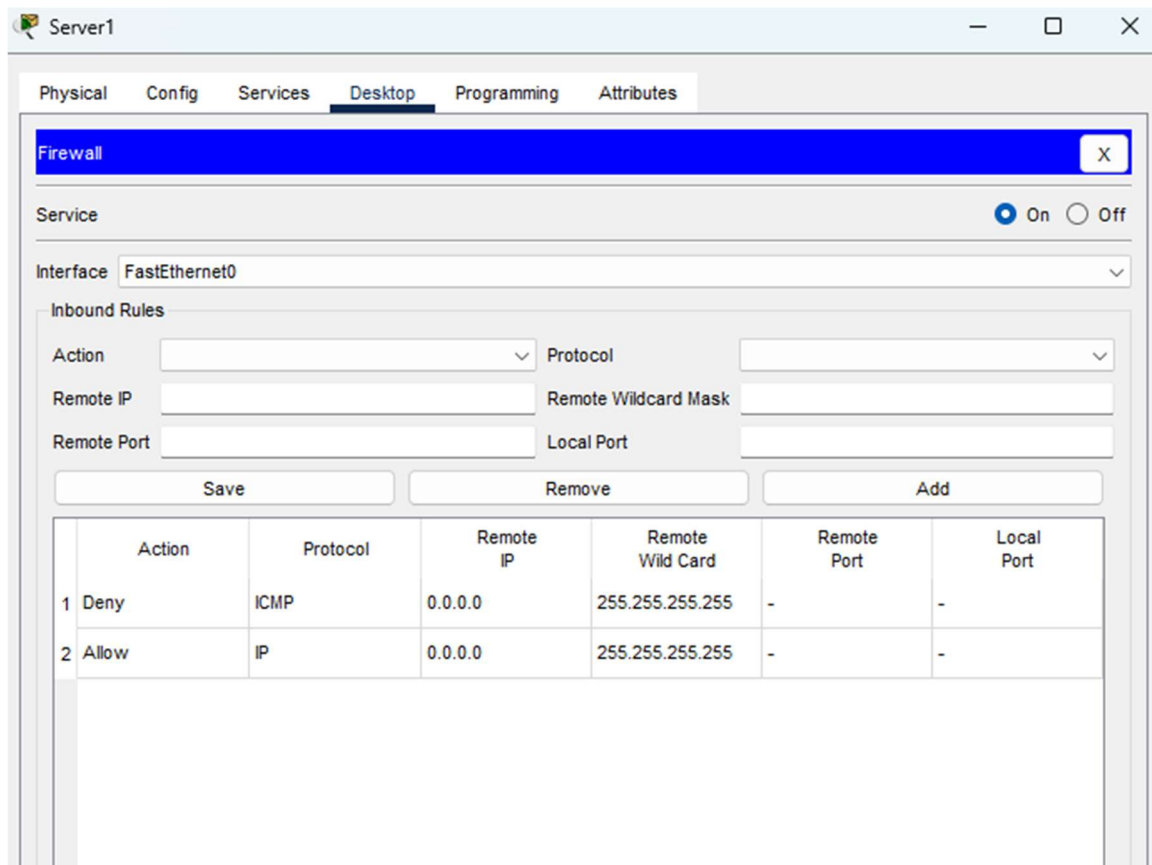 Server1
Physical Config Services Desktop Programming Attributes
Firewall X
Service On Off
Interface FastEthernet0
Inbound Rules
Action Protocol
Remote IP Remote Wildcard Mask
Remote Port Local Port
Save Remove Add
Action Protocol Remote IP Remote Wild Card Remote Port Local Port
1 Deny ICMP 0.0.0.0 255.255.255.255 - -
2 Allow IP 0.0.0.0 255.255.255.255 - -